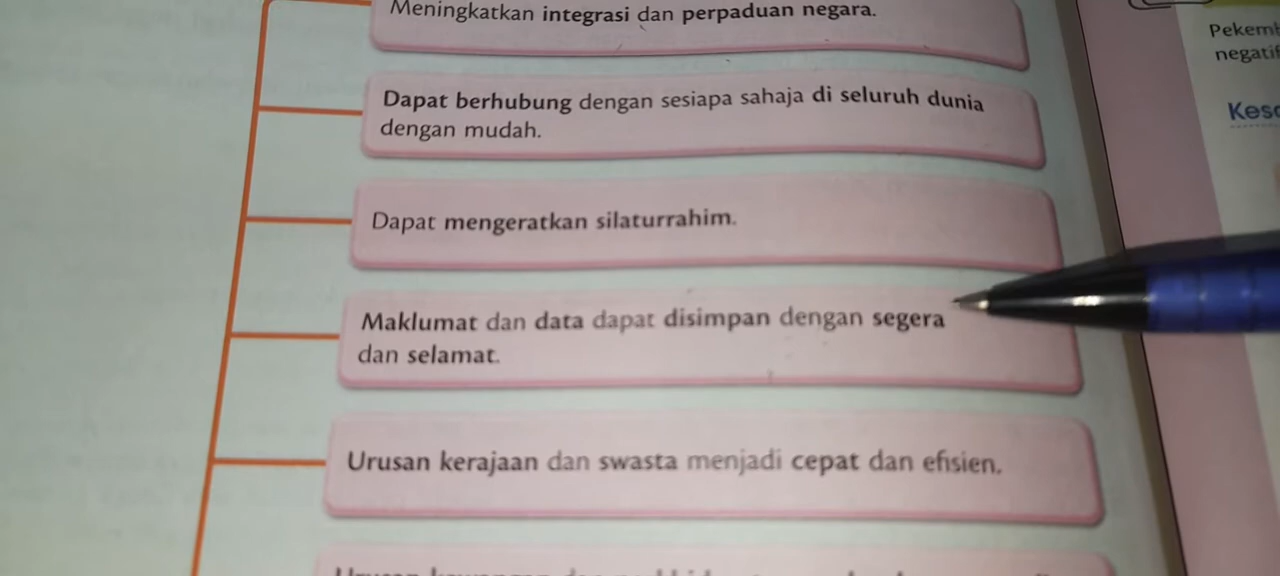 Meningkatkan integrasi dan perpaduan negara.
Dapat berhubung dengan sesiapa sahaja di seluruh dunia
dengan mudah.
Dapat mengeratkan silaturrahim.
Maklumat dan data dapat disimpan dengan segera
dan selamat.
Urusan kerajaan dan swasta menjadi cepat dan efisien.